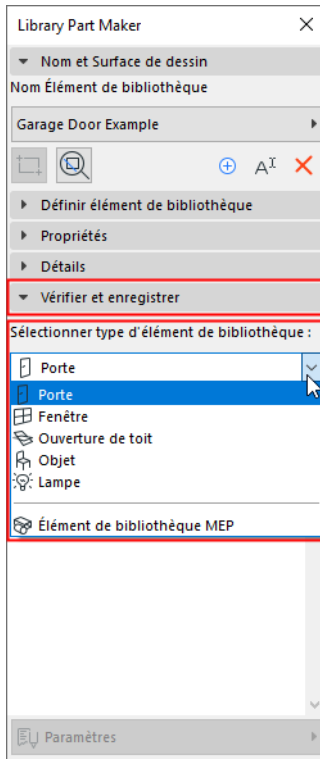 Library Part Maker
Nom et Surface de dessin
Nom Élément de bibliothèque
Garage Door Example
Définir élément de bibliothèque
Propriétés
Détails
Vérifier et enregistrer
Sélectionner type d'élément de bibliothèque :
Porte
Porte
Fenêtre
Ouverture de toit
Objet
Lampe
Élément de bibliothèque MEP
Paramètres